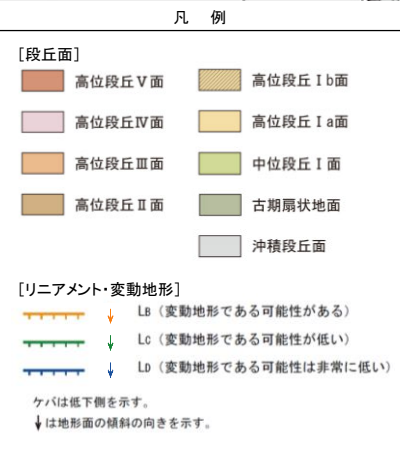 凡 例
[段丘面]
高位段丘Ⅴ面
高位段丘Ⅳ面
高位段丘Ⅲ面
高位段丘Ⅱ面
高位段丘Ⅰb面
高位段丘Ⅰa面
中位段丘Ⅰ面
古期扇状地面
沖積段丘面
[リニアメント・変動地形]
LB（変動地形である可能性がある）
LC（変動地形である可能性が低い）
LD（変動地形である可能性は非常に低い）
ケバは低下側を示す。
↓は地形面の傾斜の向きを示す。